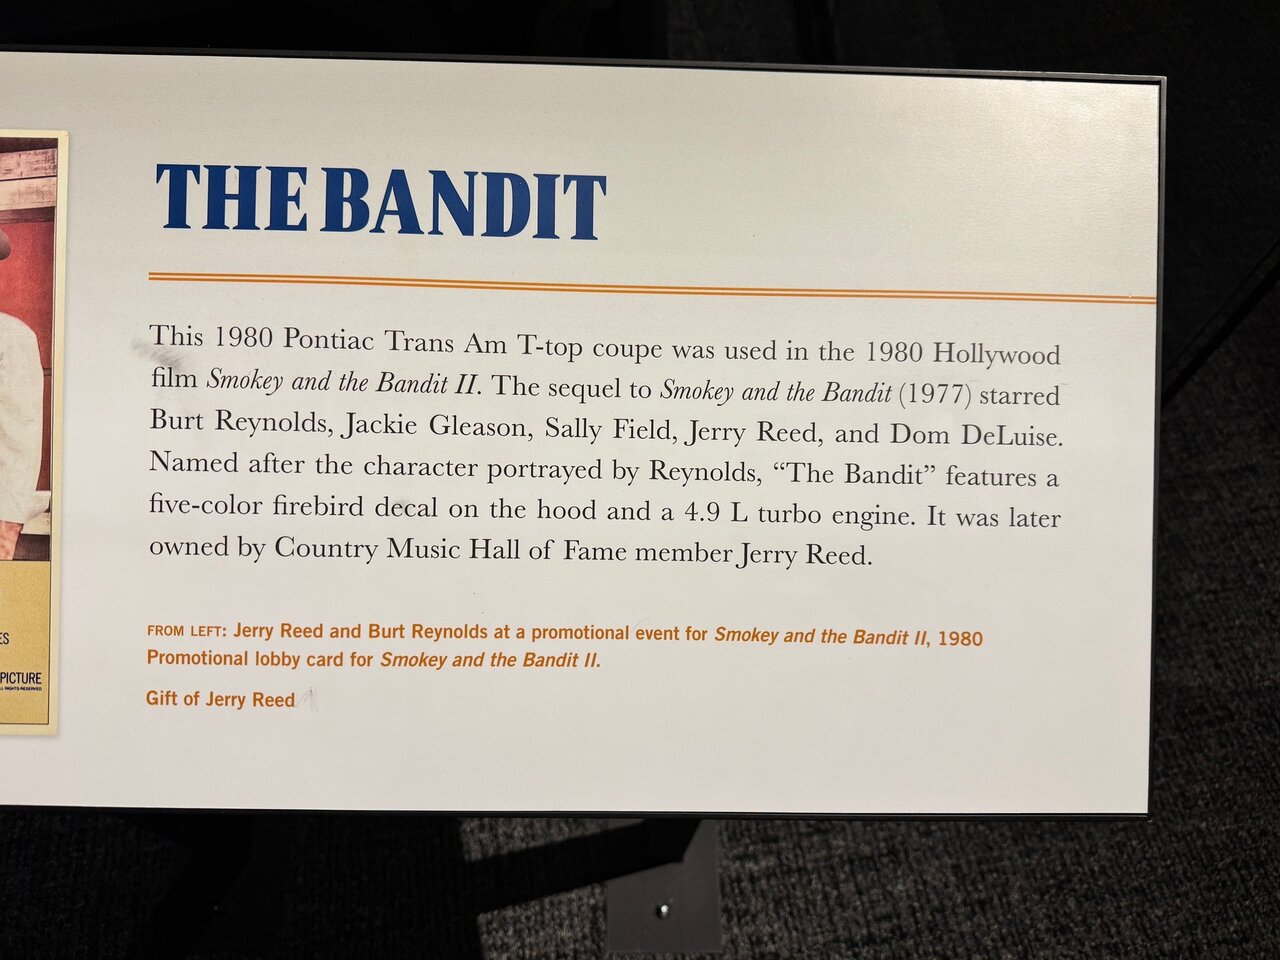 THE BANDIT
This 1980 Pontiac Trans Am T-top coupe was used in the 1980 Hollywood
film Smokey and the Bandit II. The sequel to Smokey and the Bandit (1977) starred
Burt Reynolds, Jackie Gleason, Sally Field, Jerry Reed, and Dom DeLuise.
Named after the character portrayed by Reynolds, “The Bandit” features a
five-color firebird decal on the hood and a 4.9 L turbo engine. It was later
owned by Country Music Hall of Fame member Jerry Reed.
FROM LEFT: Jerry Reed and Burt Reynolds at a promotional event for Smokey and the Bandit II, 1980
Promotional lobby card for Smokey and the Bandit II.
Gift of Jerry Reed
ES
PICTURE
RIGHTS RESERVED